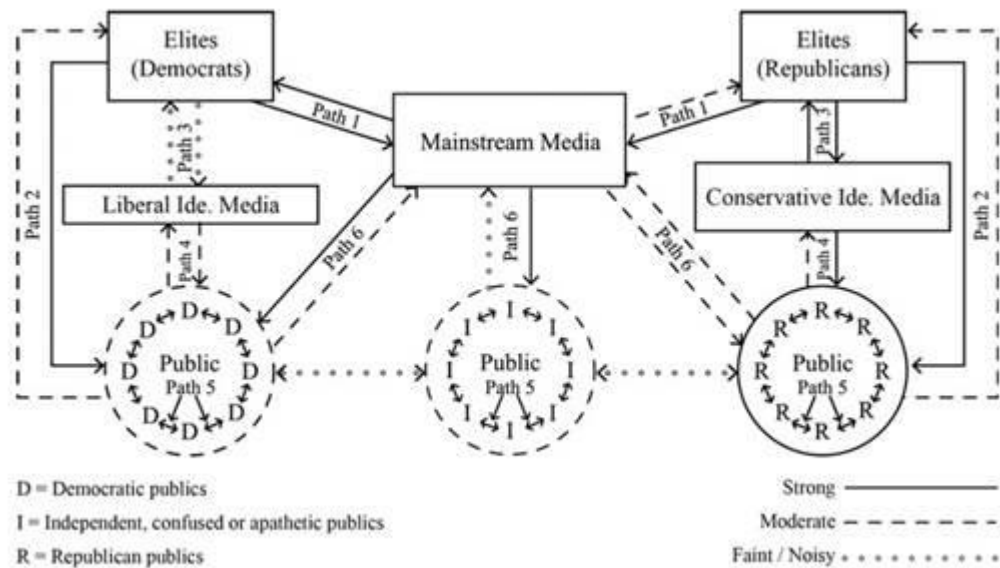 Elites
(Democrats)
Elites
(Republicans)
Path 1
Mainstream Media
Path 1
Path 3
Path 3
Path 2
Liberal Ide. Media
Conservative Ide. Media
Path 2
Path 4
Path 6
Path 6
Path 6
Path 4
D D D D D D D D
Public
Path 5
I I I I I I I I
Public
Path 5
R R R R R R R R
Public
Path 5
D = Democratic publics
I = Independent, confused or apathetic publics
R = Republican publics
Strong
Moderate
Faint / Noisy